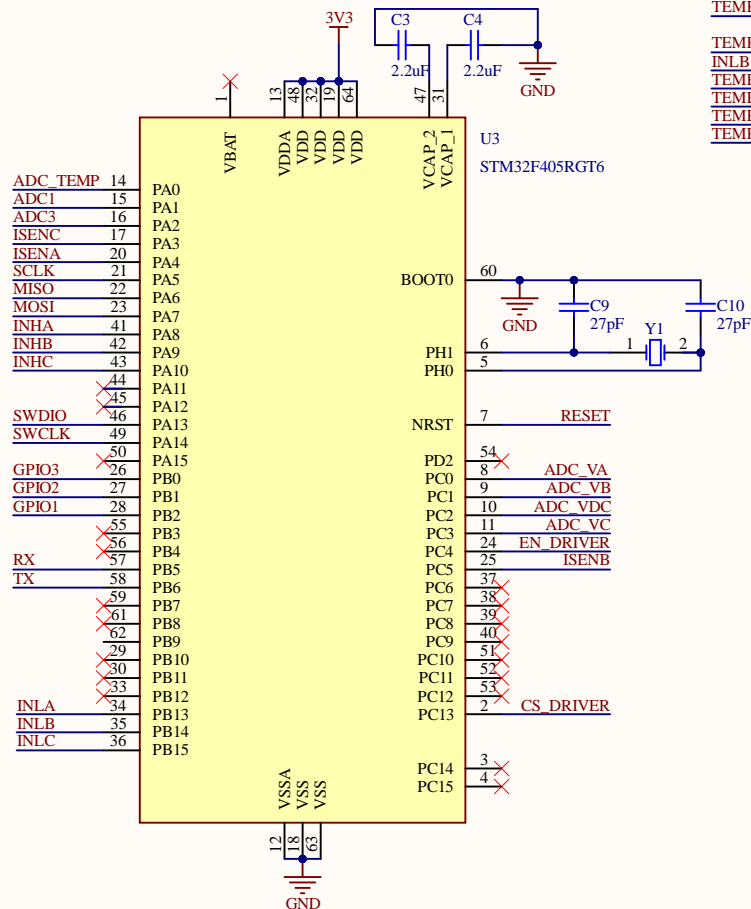 3V3
C3
2.2uF
C4
2.2uF
GND
TEMP
TEMP
INLB
TEMP
TEMP
TEMP
TEMP
1
13
48
32
19
64
47
31
VBAT
VDDA
VDD
VDD
VDD
VDD
VCAP_2
VCAP_1
U3
STM32F405RGT6
ADC_TEMP 14 PA0
ADC1 15 PA1
ADC3 16 PA2
ISENC 17 PA3
ISENA 20 PA4
SCLK 21 PA5
MISO 22 PA6
MOSI 23 PA7
INHA 41 PA8
INHB 42 PA9
INHC 43 PA10
44 PA11
45 PA12
SWDIO 46 PA13
SWCLK 49 PA14
50 PA15
GPIO3 26 PB0
GPIO2 27 PB1
GPIO1 28 PB2
55 PB3
56 PB4
RX 57 PB5
TX 58 PB6
59 PB7
61 PB8
62 PB9
29 PB10
30 PB11
33 PB12
INLA 34 PB13
INLB 35 PB14
INLC 36 PB15
BOOT0 60
GND
C9
27pF
C10
27pF
Y1
1 2
PH1 6
PH0 5
NRST 7 RESET
PD2 54
PC0 8 ADC_VA
PC1 9 ADC_VB
PC2 10 ADC_VDC
PC3 11 ADC_VC
PC4 24 EN_DRIVER
PC5 25 ISENB
PC6 37
PC7 38
PC8 39
PC9 40
PC10 51
PC11 52
PC12 53
PC13 2 CS_DRIVER
PC14 3
PC15 4
VSSA
VSS
VSS
12
18
63
GND